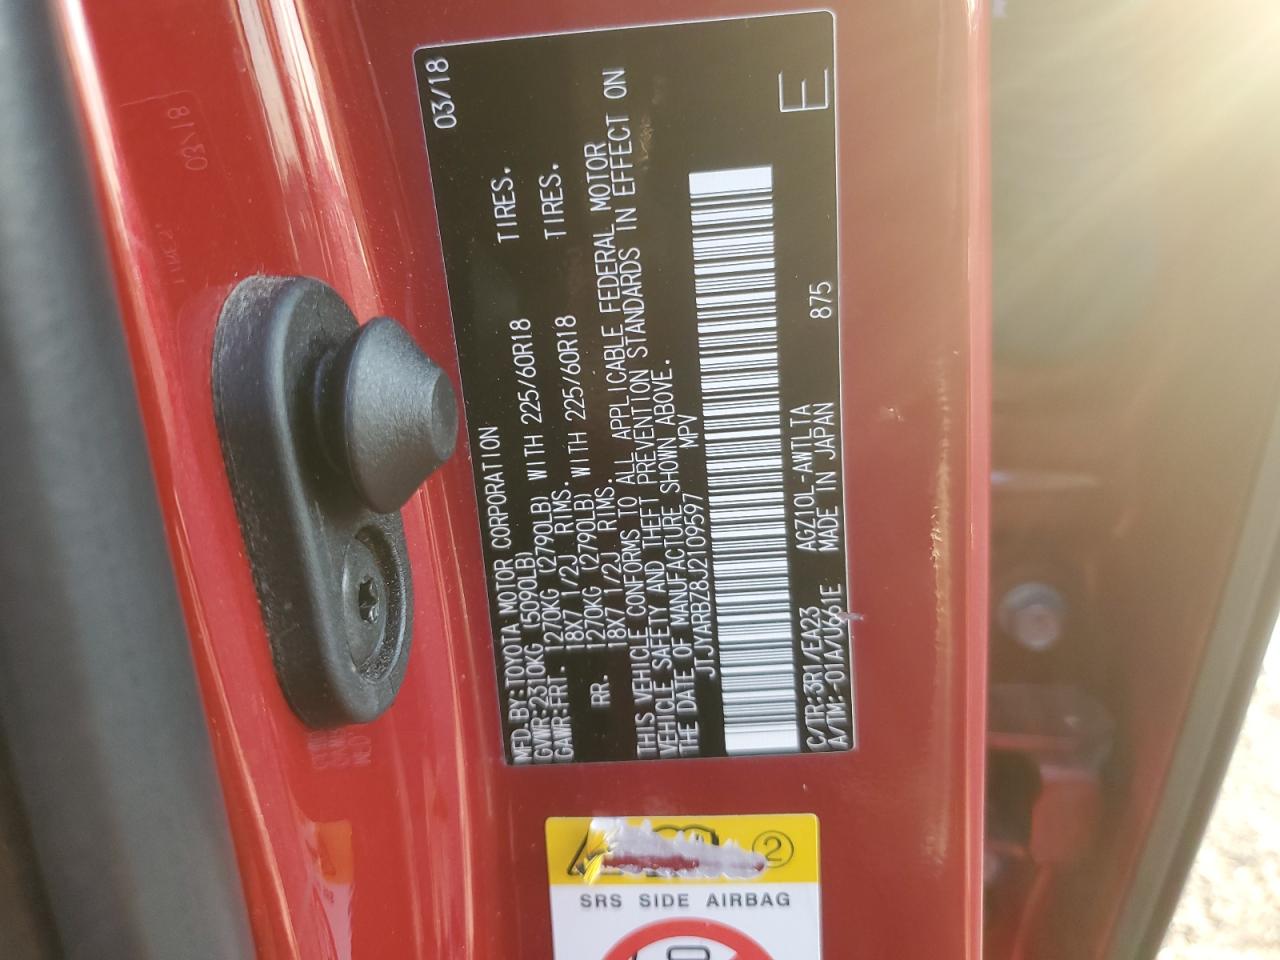 03/18
MFD. BY: TOYOTA MOTOR CORPORATION
GVWR: 2310KG (5090LB)
GAWR: FRT. 1270KG (2790LB) WITH 225/60R18 TIRES.
18X7 1/2J RIMS.
RR. 1270KG (2790LB) WITH 225/60R18 TIRES.
18X7 1/2J RIMS.
THIS VEHICLE CONFORMS TO ALL APPLICABLE FEDERAL MOTOR
VEHICLE SAFETY AND THEFT PREVENTION STANDARDS IN EFFECT ON
THE DATE OF MANUFACTURE SHOWN ABOVE.
JTJYARBZ8J2109597 MPV
C/TR: 3R1/EA23 AGZ10L-AWTLTA 875
A/TM: -01A/U661E MADE IN JAPAN
E
03/18
2
SRS SIDE AIRBAG